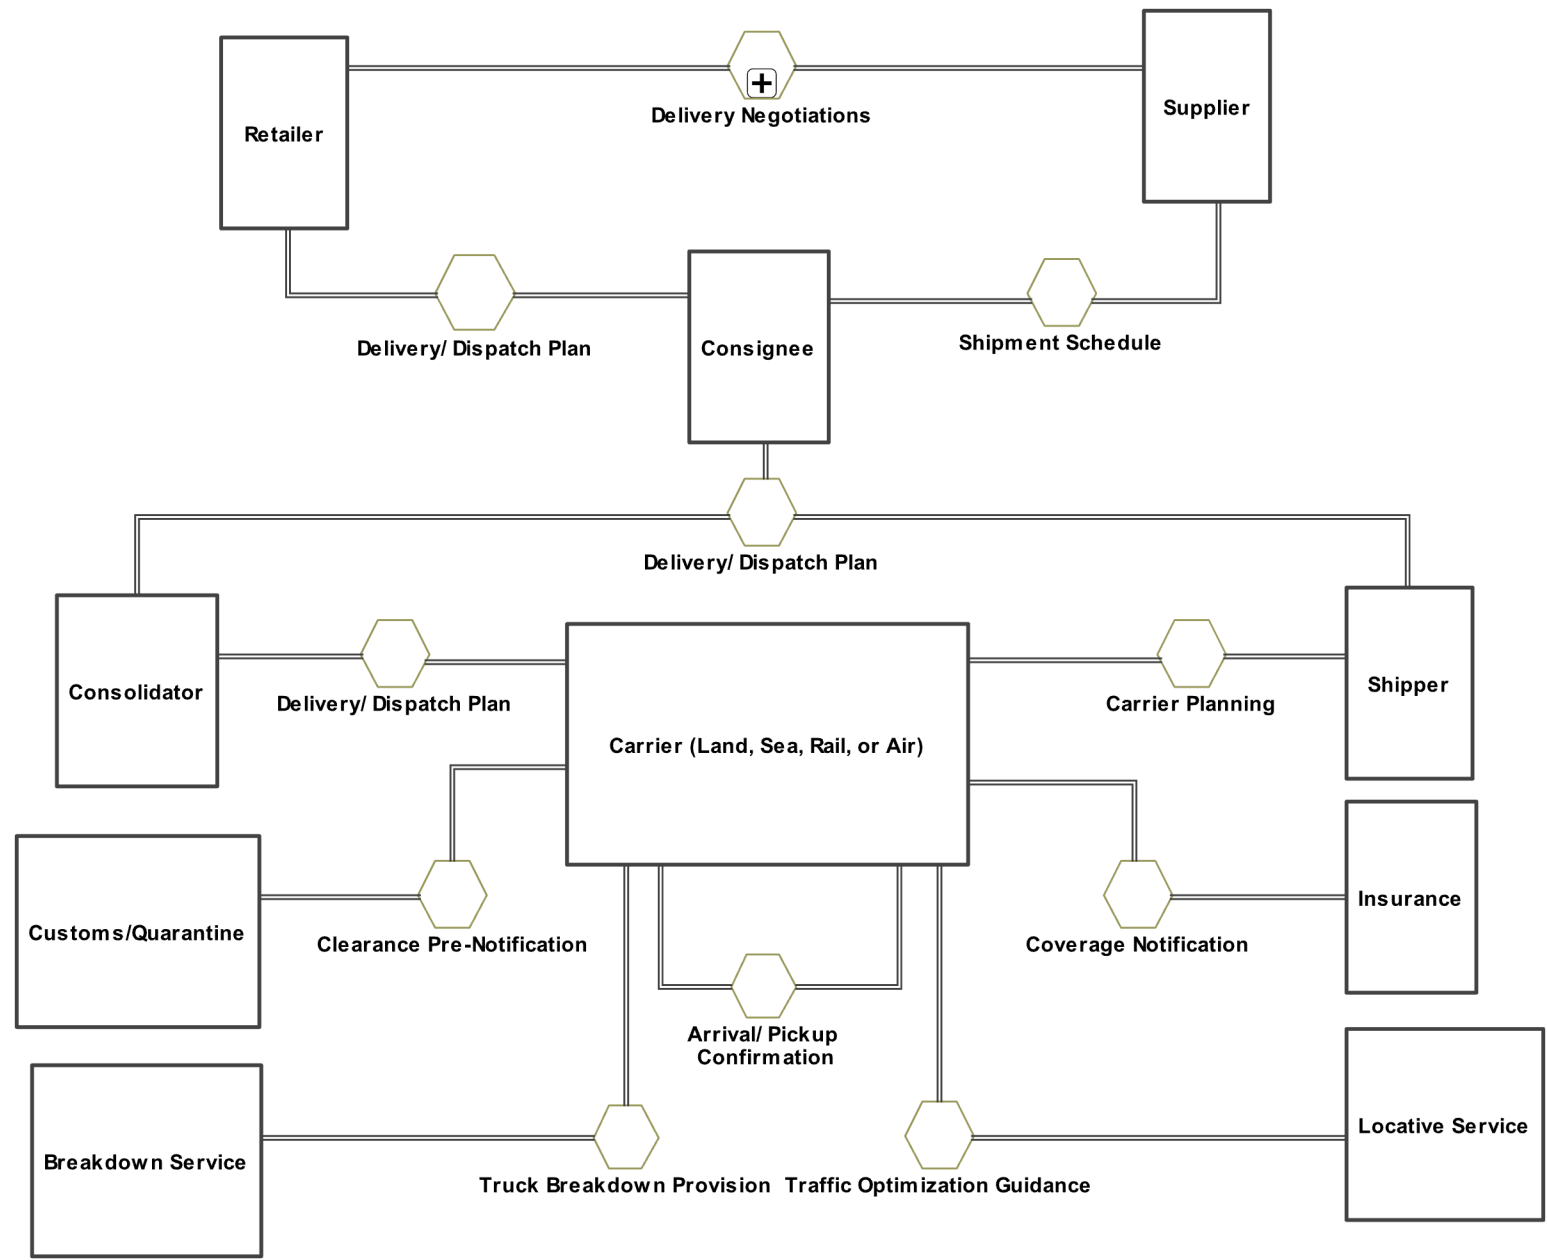 Supplier
Delivery Negotiations
Retailer
Shipment Schedule
Delivery/ Dispatch Plan
Consignee
Delivery/ Dispatch Plan
Shipper
Consolidator
Delivery/ Dispatch Plan
Carrier Planning
Carrier (Land, Sea, Rail, or Air)
Insurance
Customs/Quarantine
Clearance Pre-Notification
Coverage Notification
Arrival/ Pickup
Confirmation
Locative Service
Breakdown Service
Truck Breakdown Provision
Traffic Optimization Guidance